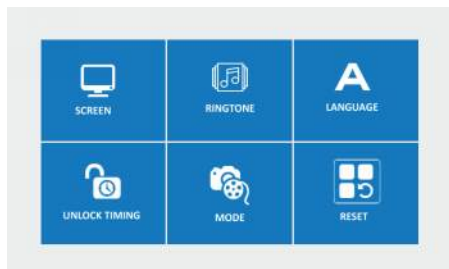 SCREEN
RINGTONE
A
LANGUAGE
UNLOCK TIMING
MODE
RESET